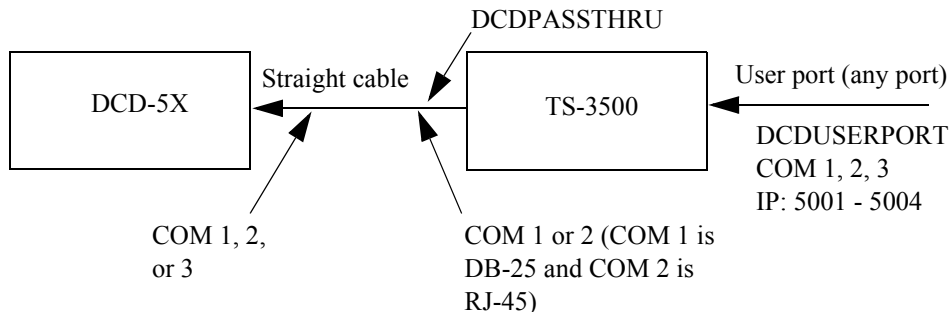 DCDPASSTHRU
Straight cable
User port (any port)
DCD-5X
TS-3500
DCDUSERPORT
COM 1, 2, 3
IP: 5001 - 5004
COM 1, 2,
or 3
COM 1 or 2 (COM 1 is
DB-25 and COM 2 is
RJ-45)